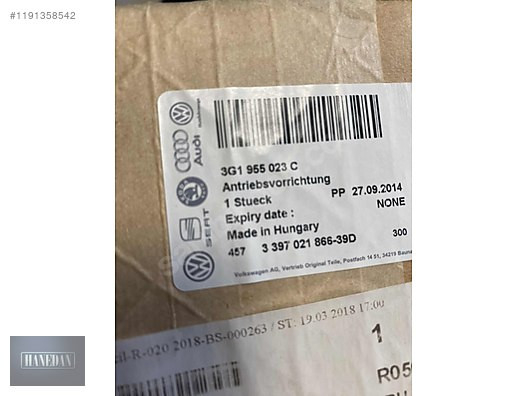 #1191358542
Audi
SEAT
3G1 955 023 C
Antriebsvorrichtung
1 Stueck PP 27.09.2014
Expiry date : NONE
Made in Hungary
457 3 397 021 866-39D 300
Volkswagen AG, Vertrieb Original Teile, Postfach 14 51, 34219
R-020 2018-BS-000263 / ST: 19.03.2018 17:00
1
HANEDAN